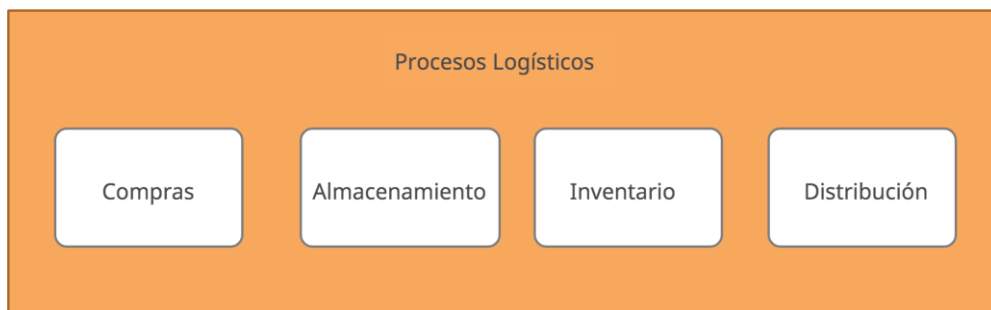 Procesos Logísticos
Compras
Almacenamiento
Inventario
Distribución